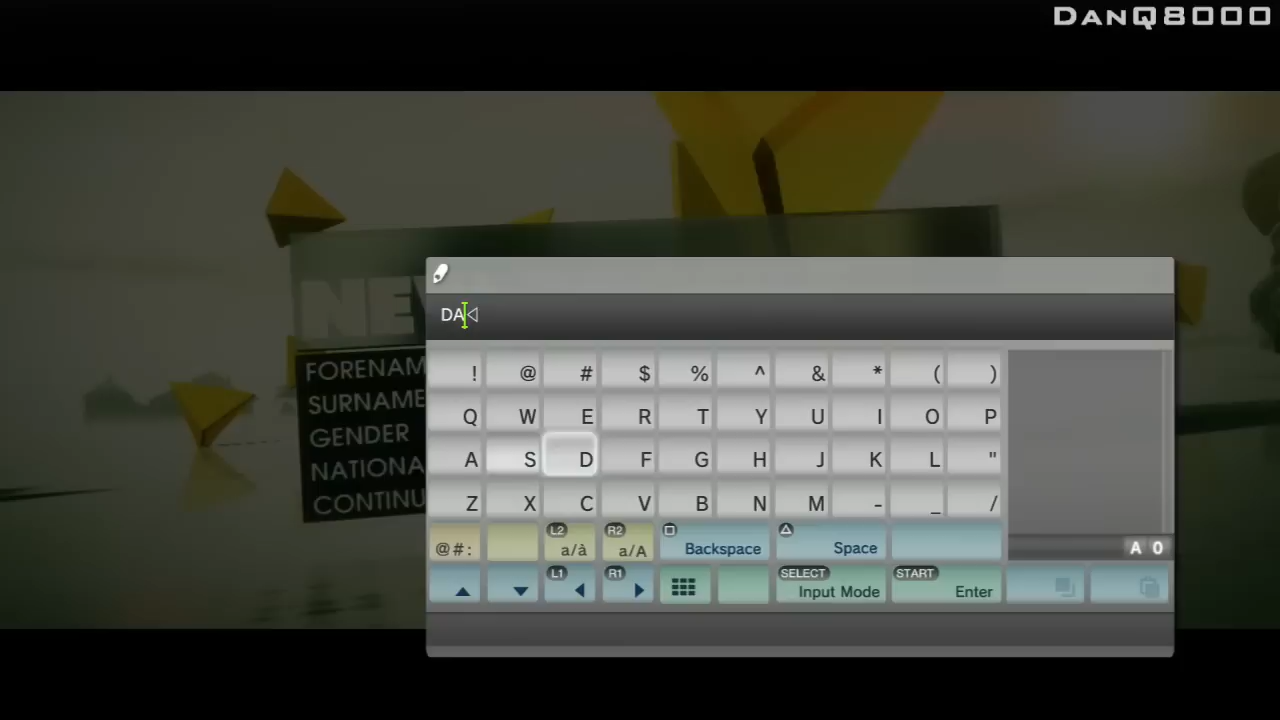 DANQ8000
NE
DA
FORENAM
SURNAME
GENDER
NATIONA
CONTINU
! @ # $ % ^ & * ( )
Q W E R T Y U I O P
A S D F G H J K L "
Z X C V B N M - _ /
@#: L2 a/à R2 a/A Backspace Space
A 0
L1 R1 SELECT Input Mode START Enter